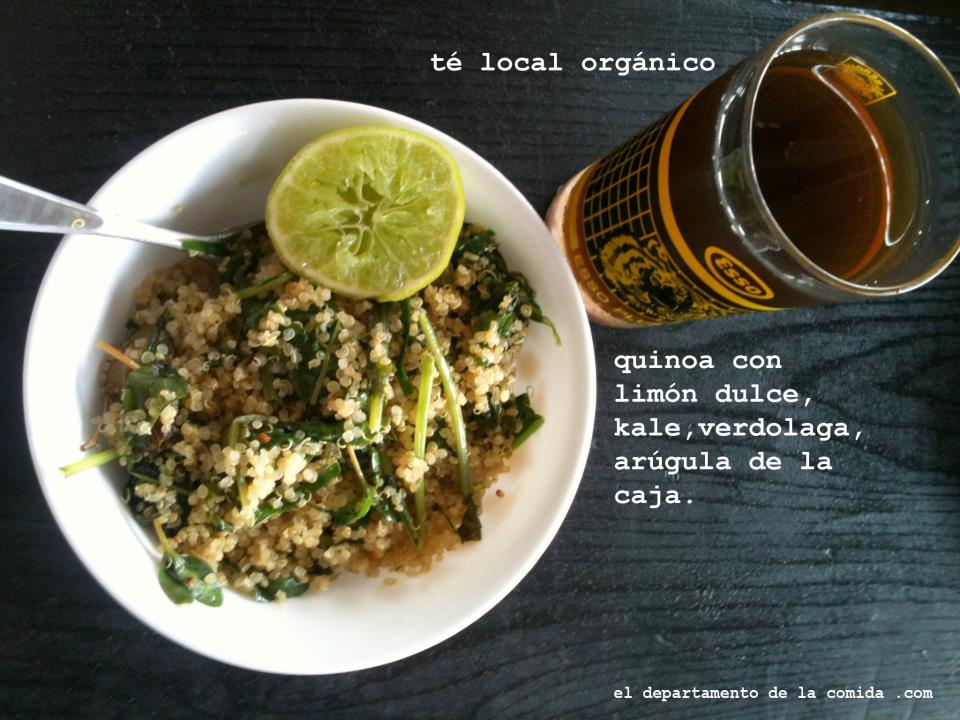 té local orgánico
ESSO
ESSO
quinoa con
limón dulce,
kale,verdolaga,
arúgula de la
caja.
el departamento de la comida .com